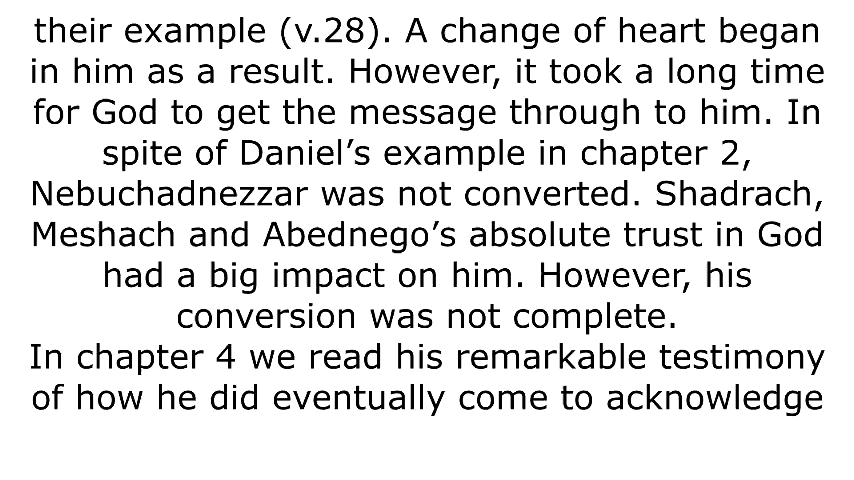 their example (v.28). A change of heart began
in him as a result. However, it took a long time
for God to get the message through to him. In
spite of Daniel’s example in chapter 2,
Nebuchadnezzar was not converted. Shadrach,
Meshach and Abednego’s absolute trust in God
had a big impact on him. However, his
conversion was not complete.
In chapter 4 we read his remarkable testimony
of how he did eventually come to acknowledge